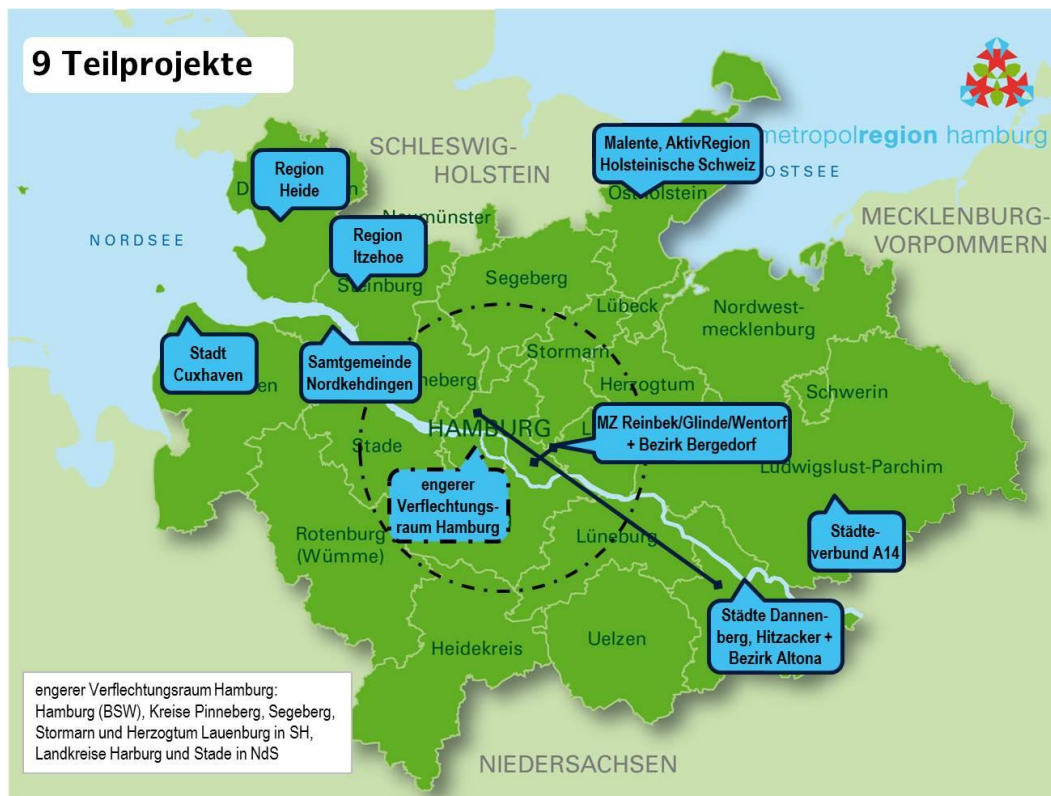 9 Teilprojekte
metropolregion hamburg
SCHLESWIG-
HOLSTEIN
Malente, AktivRegion
Holsteinische Schweiz
OSTSEE
Region
Heide
Ostholstein
MECKLENBURG-
VORPOMMERN
Neumünster
NORDSEE
Region
Itzehoe
Steinburg
Segeberg
Lübeck
Nordwest-
mecklenburg
Stadt
Cuxhaven
Samtgemeinde
Nordkehdingen
Stormarn
Herzogtum
Schwerin
HAMBURG
MZ Reinbek/Glinde/Wentorf
+ Bezirk Bergedorf
Stade
Ludwigslust-Parchim
engerer
Verflechtungs-
raum Hamburg
Rotenburg
(Wümme)
Lüneburg
Städte-
verbund A14
Städte Dannen-
berg, Hitzacker +
Bezirk Altona
Uelzen
Heidekreis
engerer Verflechtungsraum Hamburg:
Hamburg (BSW), Kreise Pinneberg, Segeberg,
Stormarn und Herzogtum Lauenburg in SH,
Landkreise Harburg und Stade in NdS
NIEDERSACHSEN